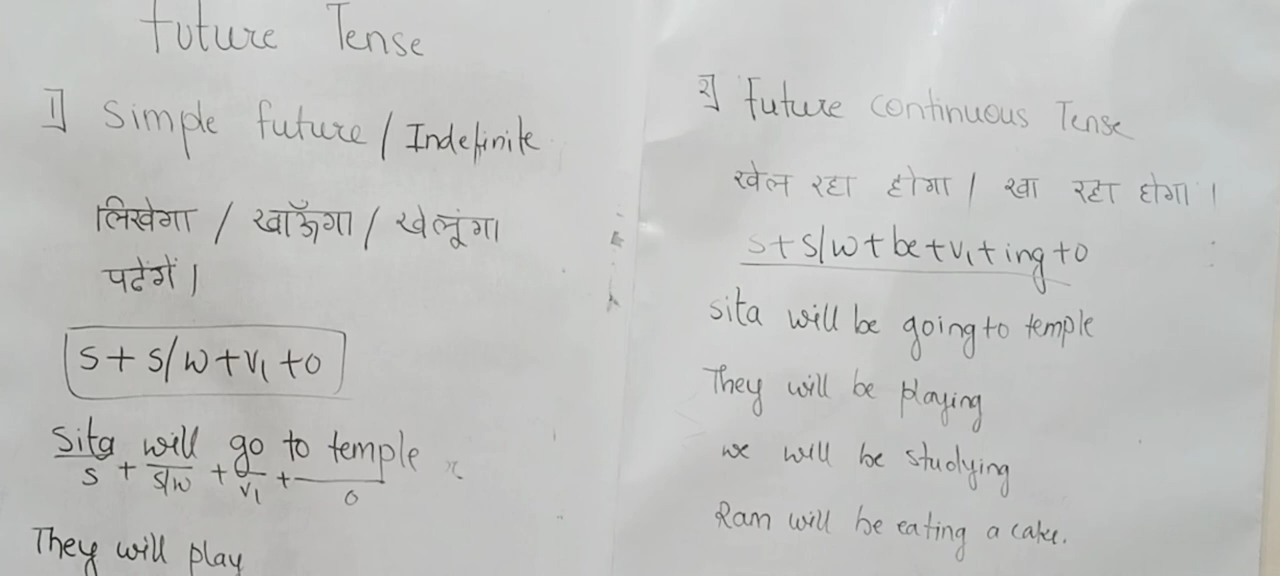 Future Tense
1] Simple future / Indefinite
लिखेगा / खाऊँगा / खेलूंगा
पढेंगें।
S + S/W + V₁ + O
Sita will go to temple
S + S/W + V₁ + O
They will play
२] Future continuous Tense
खेल रहा होगा / खा रहा होगा।
S + S/W + be + V₁ + ing + O
Sita will be going to temple
They will be playing
we will be studying
Ram will be eating a cake.